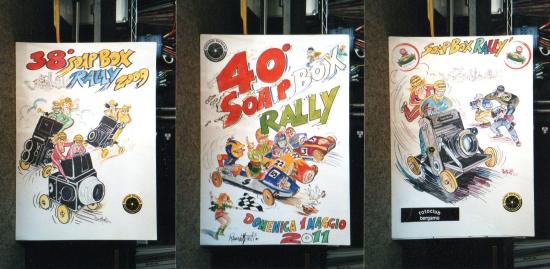 38°
SOAP BOX
RALLY
2009
40°
SOAP BOX
RALLY
DOMENICA 1 MAGGIO
2011
SOAP BOX RALLY
fotoclub
bergamo